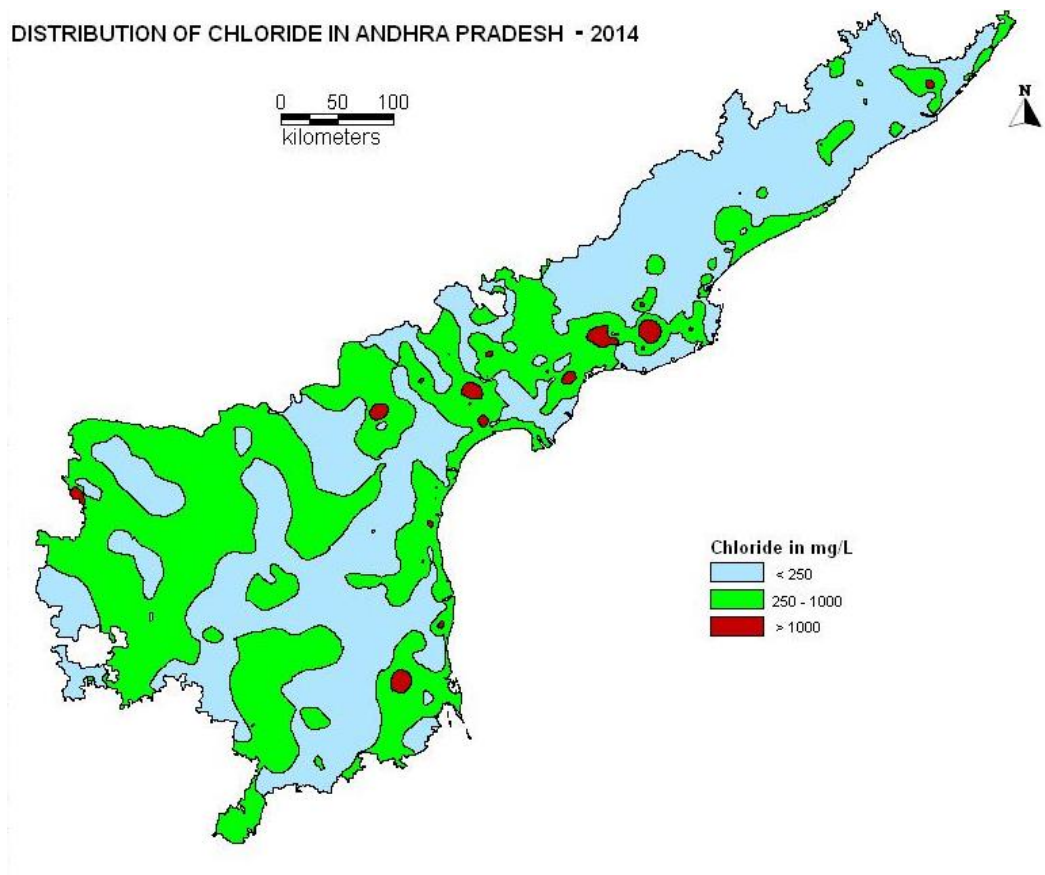 DISTRIBUTION OF CHLORIDE IN ANDHRA PRADESH - 2014
N
0 50 100
kilometers
Chloride in mg/L
< 250
250 - 1000
> 1000